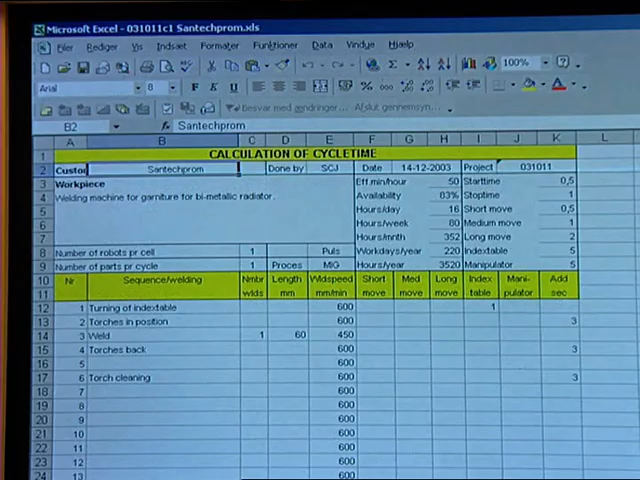 Microsoft Excel - 031011c1 Santechprom.xls
Filer Rediger Vis Indsæt Formater Funktioner Data Vindue Hjælp
100%
Arial 8 F K U
Besvar med ændringer... Afslut gennemsyn...
B2 Santechprom
A B C D E F G H I J K L
1 CALCULATION OF CYCLETIME
2 Custo Santechprom Done by SCJ Date 14-12-2003 Project 031011
3 Workpiece Eff.min/hour 50 Starttime 0,5
4 Welding machine for garniture for bi-metallic radiator. Availability 83% Stoptime 1
5 Hours/day 16 Short move 0,5
6 Hours/week 80 Medium move 1
7 Hours/mnth 352 Long move 2
8 Number of robots pr cell 1 Puls Workdays/year 220 Indextable 5
9 Number of parts pr cycle 1 Proces MIG Hours/year 3520 Manipulator 5
10 Nr Sequence/welding Nmbr Length Wldspeed Short Med Long Index Mani- Add
11 wlds mm mm/min move move move table pulator sec
12 1 Turning of indextable 600 1
13 2 Torches in position 600 3
14 3 Weld 1 60 450
15 4 Torches back 600 3
16 5 600
17 6 Torch cleaning 600 3
18 7 600
19 8 600
20 9 600
21 10 600
22 11 600
23 12 600
24 13 600